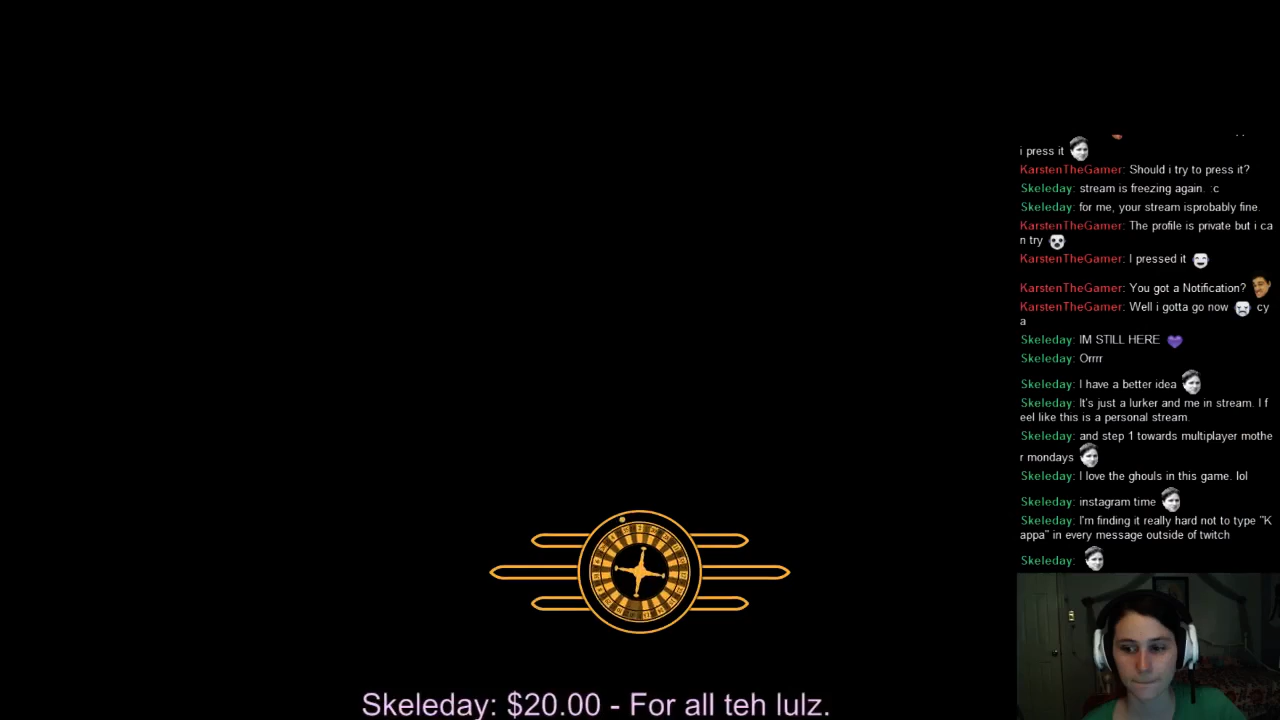 i press it
KarstenTheGamer: Should i try to press it?
Skeleday: stream is freezing again. :c
Skeleday: for me, your stream isprobably fine.
KarstenTheGamer: The profile is private but i ca
n try
KarstenTheGamer: I pressed it
KarstenTheGamer: You got a Notification?
KarstenTheGamer: Well i gotta go now cy
a
Skeleday: IM STILL HERE
Skeleday: Orrrr
Skeleday: I have a better idea
Skeleday: It's just a lurker and me in stream. I f
eel like this is a personal stream.
Skeleday: and step 1 towards multiplayer mothe
r mondays
Skeleday: I love the ghouls in this game. lol
Skeleday: instagram time
Skeleday: I'm finding it really hard not to type "K
appa" in every message outside of twitch
Skeleday:
Skeleday: $20.00 - For all teh lulz.